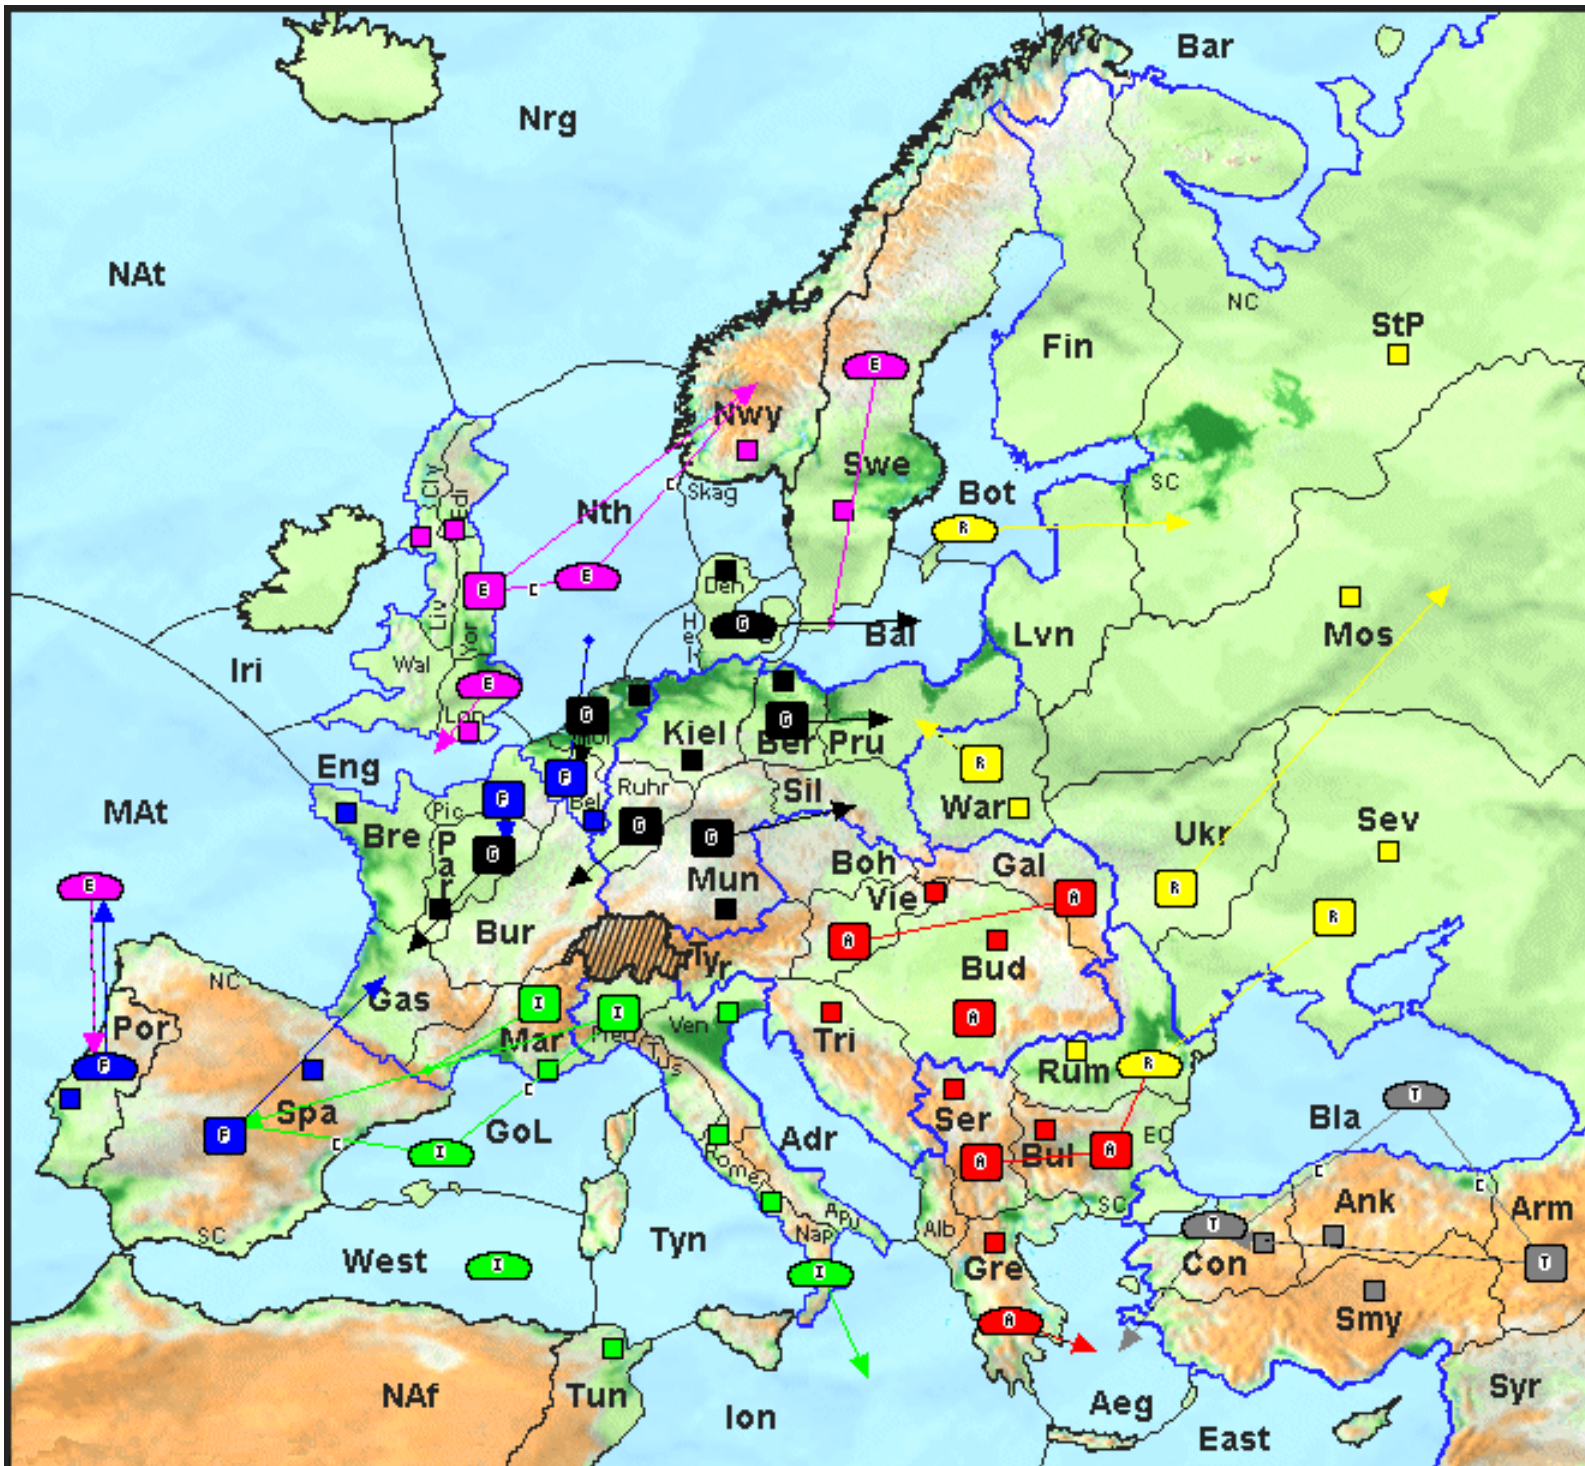 Bar
Nrg
NAt
NC
StP
Fin
Nwy
Swe
Cly
Edi
Skag
Nth
Bot
SC
Den
Liv
Yor
Hel
Bal
Lvn
Mos
Iri
Wal
Lon
Hol
Kiel
Ber
Pru
Eng
Pic
Bel
Ruhr
Sil
War
MAt
Bre
Par
Ukr
Sev
Boh
Gal
Mun
Vie
Bur
Tyr
Bud
NC
Gas
Por
Mar
Pied
Ven
Tus
Tri
Rum
Spa
GoL
Adr
Ser
Bla
Bul
EC
Rome
SC
West
Tyn
Apu
Nap
Alb
SC
Gre
Con
Ank
Arm
Smy
NAf
Tun
Ion
Aeg
Syr
East
E
E
R
E
G
E
G
G
R
F
F
G
G
G
E
R
A
R
A
I
I
A
F
R
T
F
I
A
A
T
I
I
A
T
C
C
C
C
C
C